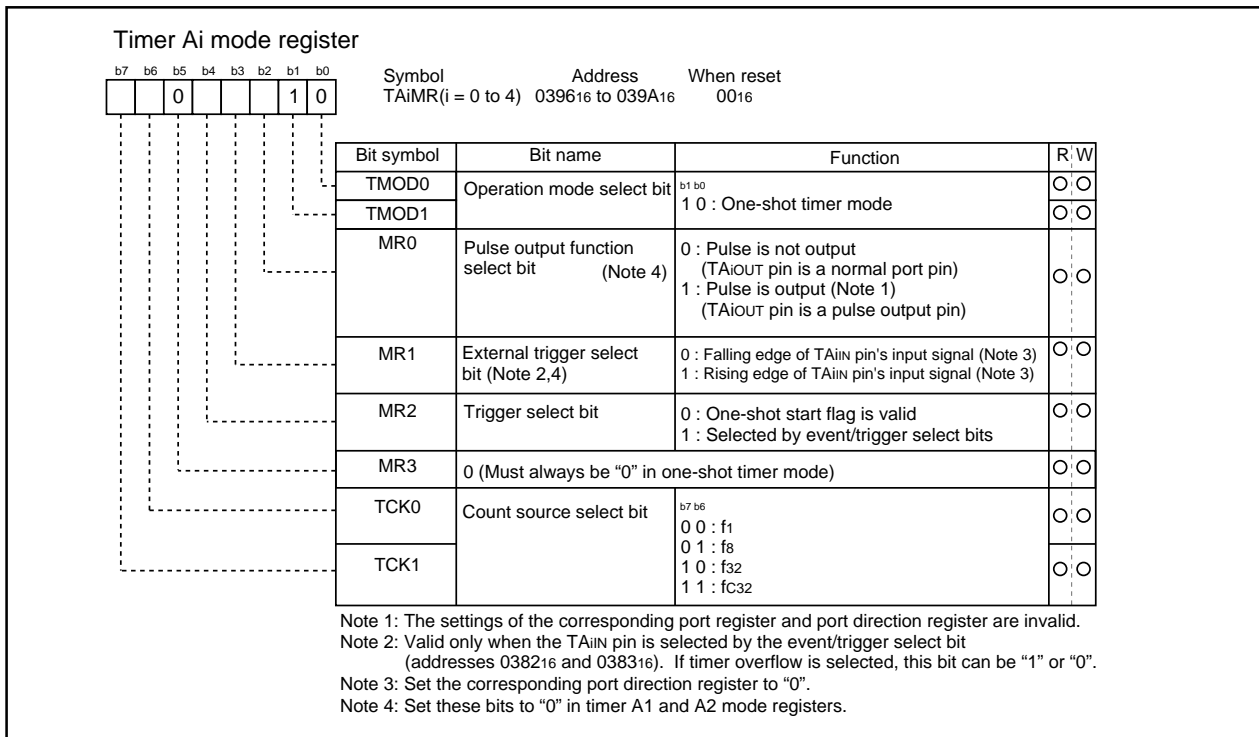 Timer Ai mode register
b7 b6 b5 b4 b3 b2 b1 b0
0 1 0
Symbol Address When reset
TAiMR(i = 0 to 4) 039616 to 039A16 0016
Bit symbol Bit name Function R W
TMOD0
TMOD1
Operation mode select bit
b1 b0
1 0 : One-shot timer mode
MR0
Pulse output function
select bit (Note 4)
0 : Pulse is not output
(TAiOUT pin is a normal port pin)
1 : Pulse is output (Note 1)
(TAiOUT pin is a pulse output pin)
MR1
External trigger select
bit (Note 2,4)
0 : Falling edge of TAiIN pin's input signal (Note 3)
1 : Rising edge of TAiIN pin's input signal (Note 3)
MR2
Trigger select bit
0 : One-shot start flag is valid
1 : Selected by event/trigger select bits
MR3
0 (Must always be “0” in one-shot timer mode)
TCK0
TCK1
Count source select bit
b7 b6
0 0 : f1
0 1 : f8
1 0 : f32
1 1 : fC32
Note 1: The settings of the corresponding port register and port direction register are invalid.
Note 2: Valid only when the TAiIN pin is selected by the event/trigger select bit
(addresses 038216 and 038316). If timer overflow is selected, this bit can be “1” or “0”.
Note 3: Set the corresponding port direction register to “0”.
Note 4: Set these bits to “0” in timer A1 and A2 mode registers.